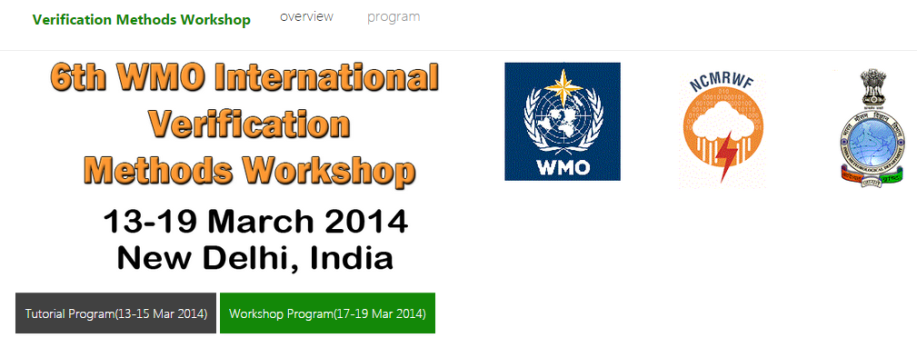 Verification Methods Workshop overview program
6th WMO International
Verification
Methods Workshop
13-19 March 2014
New Delhi, India
WMO
NCMRWF
Tutorial Program(13-15 Mar 2014) Workshop Program(17-19 Mar 2014)